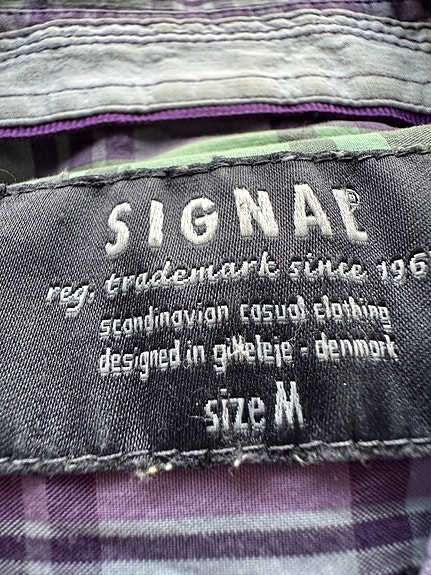 SIGNAL
reg. trademark since 196
scandinavian casual clothing
designed in gilleleje - denmark
size M